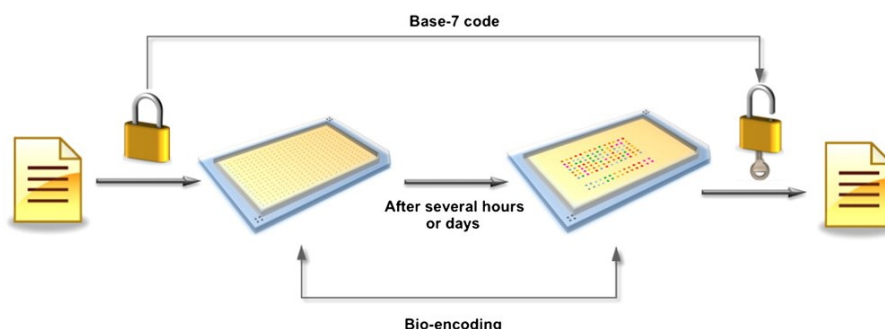 Base-7 code
After several hours
or days
Bio-encoding